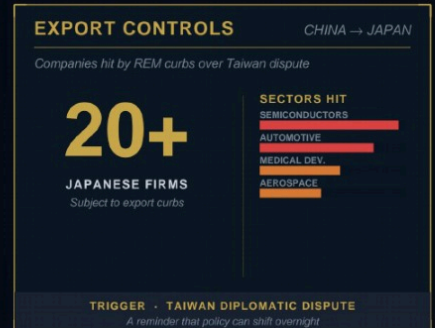 EXPORT CONTROLS
CHINA → JAPAN
Companies hit by REM curbs over Taiwan dispute
20+
JAPANESE FIRMS
Subject to export curbs
SECTORS HIT
SEMICONDUCTORS
AUTOMOTIVE
MEDICAL DEV.
AEROSPACE
TRIGGER - TAIWAN DIPLOMATIC DISPUTE
A reminder that policy can shift overnight